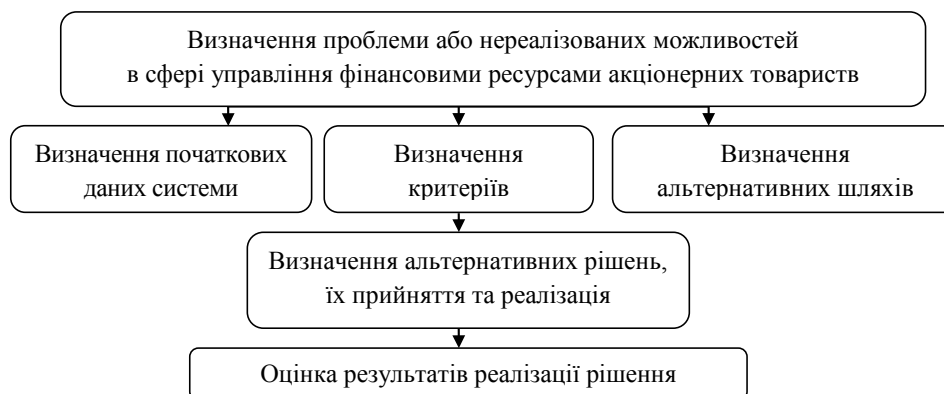 Визначення проблеми або нереалізованих можливостей
в сфері управління фінансовими ресурсами акціонерних товариств
Визначення початкових
даних системи
Визначення
критеріїв
Визначення
альтернативних шляхів
Визначення альтернативних рішень,
їх прийняття та реалізація
Оцінка результатів реалізації рішення